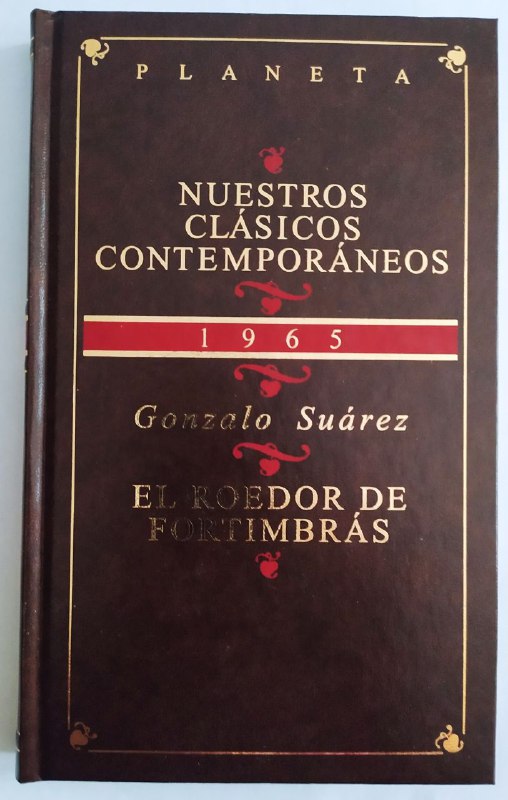 PLANETA
NUESTROS
CLÁSICOS
CONTEMPORÁNEOS
1965
Gonzalo Suárez
EL ROEDOR DE
FORTIMBRÁS